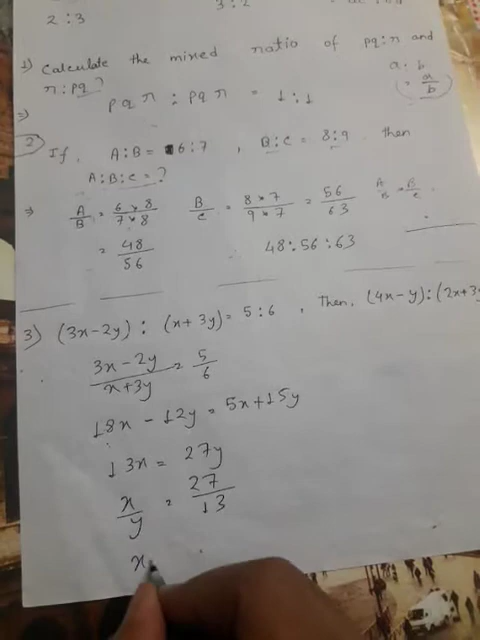 2 : 3
3 : 2
1) Calculate the mixed ratio of pq:r and
r:pq?
a:b
(= a/b)
⇒ pqr : pqr = 1:1
2) If A:B = 6:7 , B:C = 8:9 then
A:B:C = ?
⇒ A/B = 6×8/7×8 B/C = 8×7/9×7 = 56/63
= 48/56 48:56:63
3) (3x-2y) : (x+3y) = 5:6 , Then, (4x-y):(2x+3y
3x-2y/x+3y = 5/6
18x - 12y = 5x+15y
13x = 27y
x/y = 27/13
x